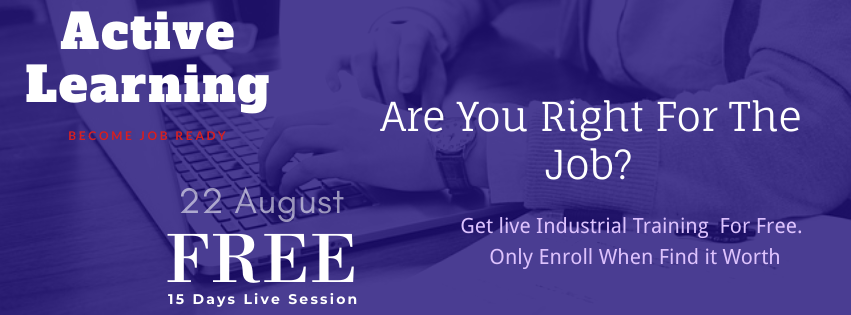 Active
Learning
BECOME JOB READY
Are You Right For The
Job?
22 August
FREE
15 Days Live Session
Get live Industrial Training  For Free.
Only Enroll When Find it Worth